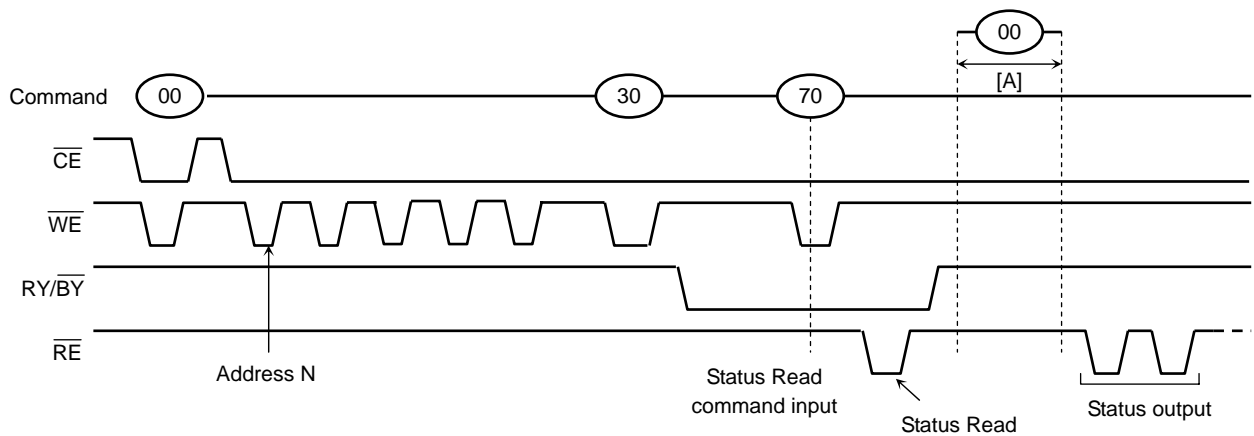 00
[A]
Command 00 30 70
CE
WE
RY/BY
RE
Address N
Status Read
command input
Status Read
Status output